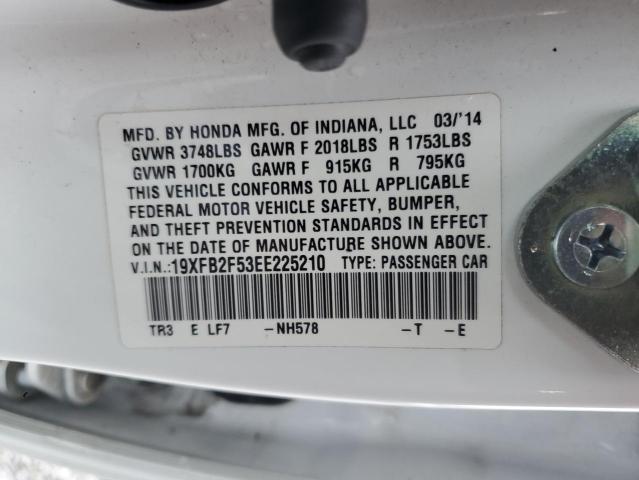 MFD. BY HONDA MFG. OF INDIANA, LLC 03/'14
GVWR 3748LBS GAWR F 2018LBS R 1753LBS
GVWR 1700KG GAWR F 915KG R 795KG
THIS VEHICLE CONFORMS TO ALL APPLICABLE
FEDERAL MOTOR VEHICLE SAFETY, BUMPER,
AND THEFT PREVENTION STANDARDS IN EFFECT
ON THE DATE OF MANUFACTURE SHOWN ABOVE.
V.I.N.:19XFB2F53EE225210 TYPE: PASSENGER CAR
TR3 E LF7 -NH578 -T -E